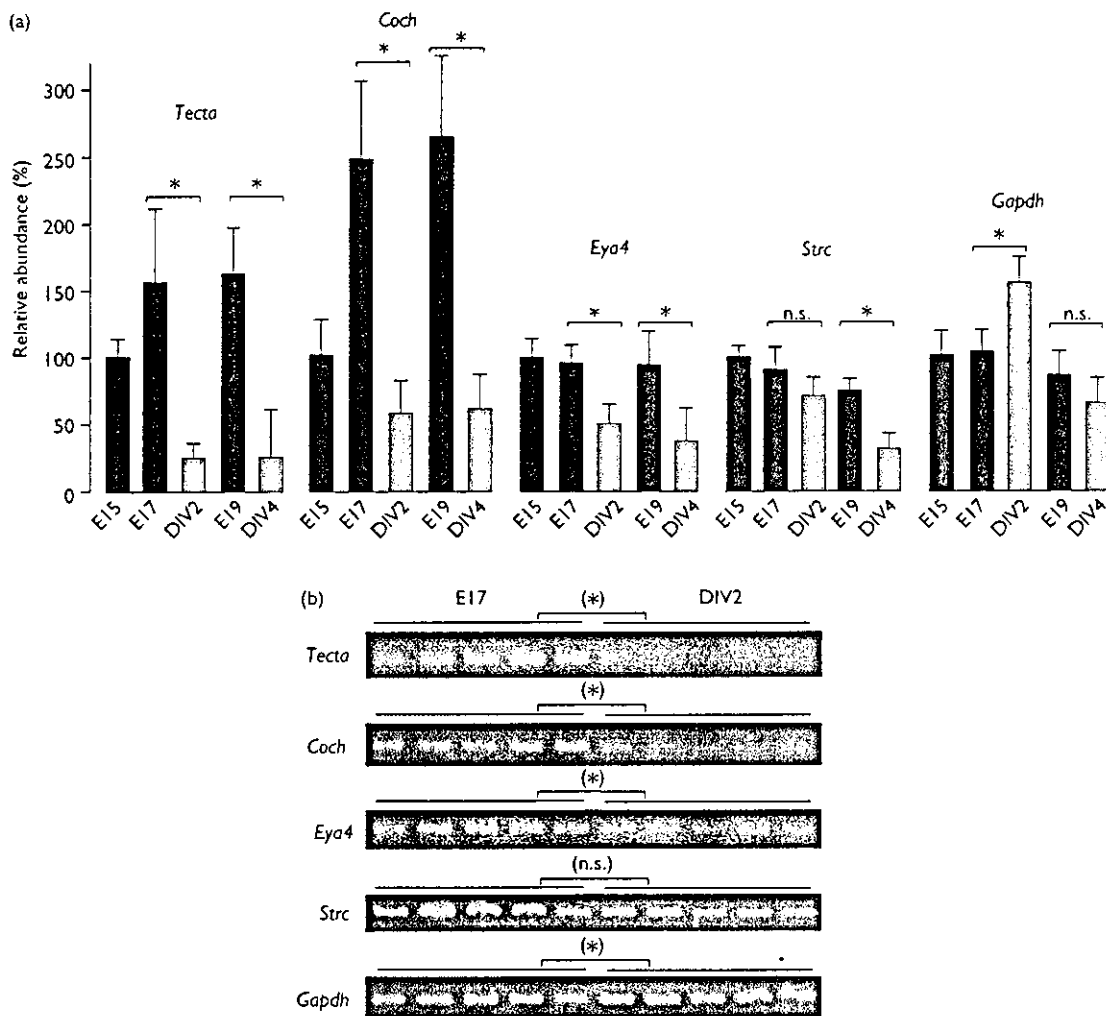 (a)
Coch
*
*
Tecta
*
*
Eya4
*
*
Strc
n.s.
*
Gapdh
*
n.s.
Relative abundance (%)
300
250
200
150
100
50
0
E15 E17 DIV2 E19 DIV4
E15 E17 DIV2 E19 DIV4
E15 E17 DIV2 E19 DIV4
E15 E17 DIV2 E19 DIV4
E15 E17 DIV2 E19 DIV4
(b)
E17 (*) DIV2
Tecta
(*)
Coch
(*)
Eya4
(n.s.)
Strc
(*)
Gapdh